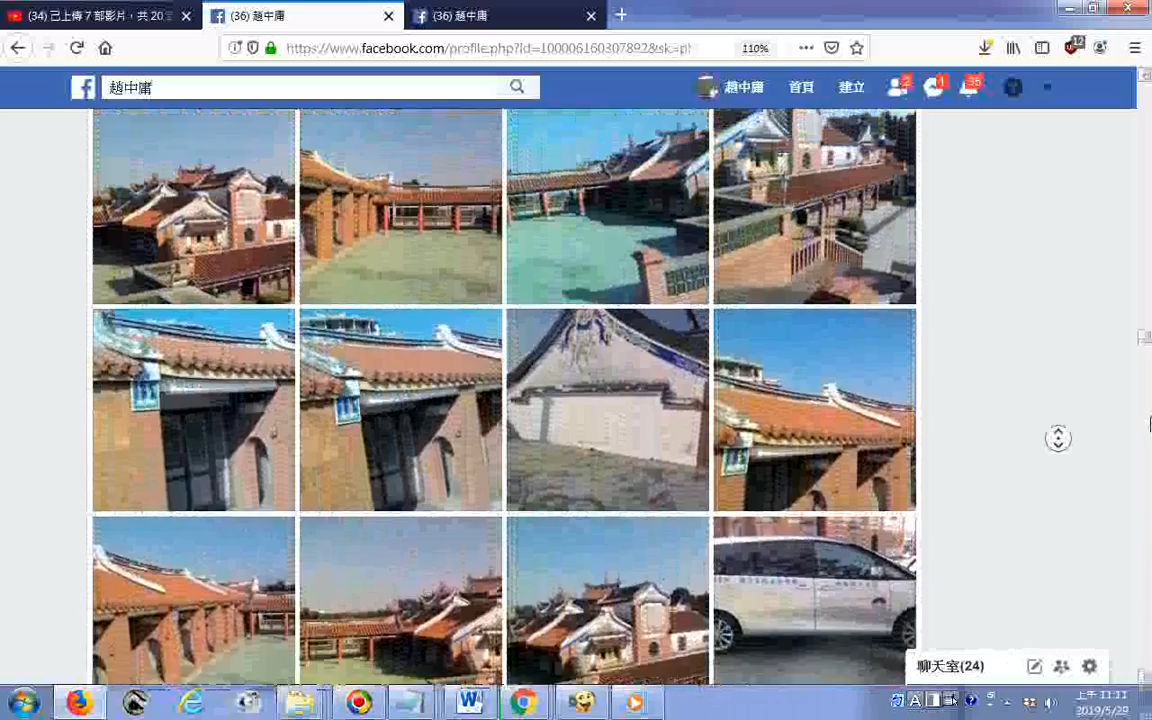 (34) 已上傳 7 部影片，共 20
(36) 趙中庸
(36) 趙中庸
https://www.facebook.com/profile.php?id=100006160307892&sk=ph
110%
12
趙中庸
趙中庸
首頁
建立
2
1
35
聊天室(24)
上午 11:11
2019/5/29